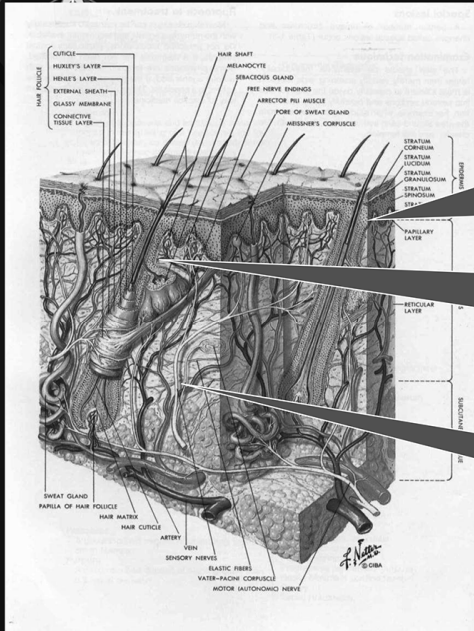 HAIR FOLLICLE
CUTICLE
HUXLEY'S LAYER
HENLE'S LAYER
EXTERNAL SHEATH
GLASSY MEMBRANE
CONNECTIVE
TISSUE LAYER
HAIR SHAFT
MELANOCYTE
SEBACEOUS GLAND
FREE NERVE ENDINGS
ARRECTOR PILI MUSCLE
PORE OF SWEAT GLAND
MEISSNER'S CORPUSCLE
STRATUM
CORNEUM
STRATUM
LUCIDUM
STRATUM
GRANULOSUM
STRATUM
SPINOSUM
EPIDERMIS
PAPILLARY
LAYER
RETICULAR
LAYER
SWEAT GLAND
PAPILLA OF HAIR FOLLICLE
HAIR MATRIX
HAIR CUTICLE
ARTERY
VEIN
SENSORY NERVES
ELASTIC FIBERS
VATER-PACINI CORPUSCLE
MOTOR (AUTONOMIC) NERVE
F. Netter
M.D.
© CIBA